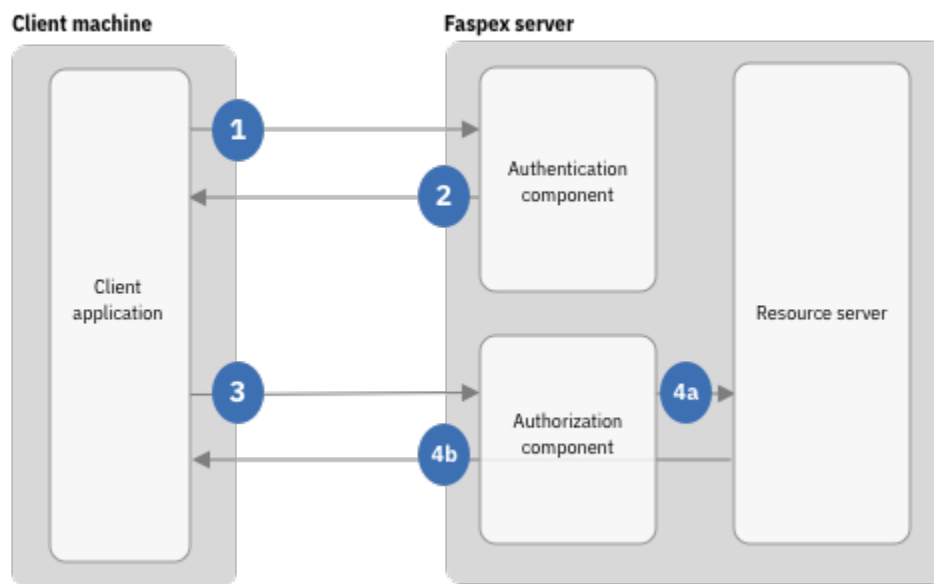 Client machine
Faspex server
1
Authentication
component
2
Client
application
Resource server
3
4a
Authorization
component
4b